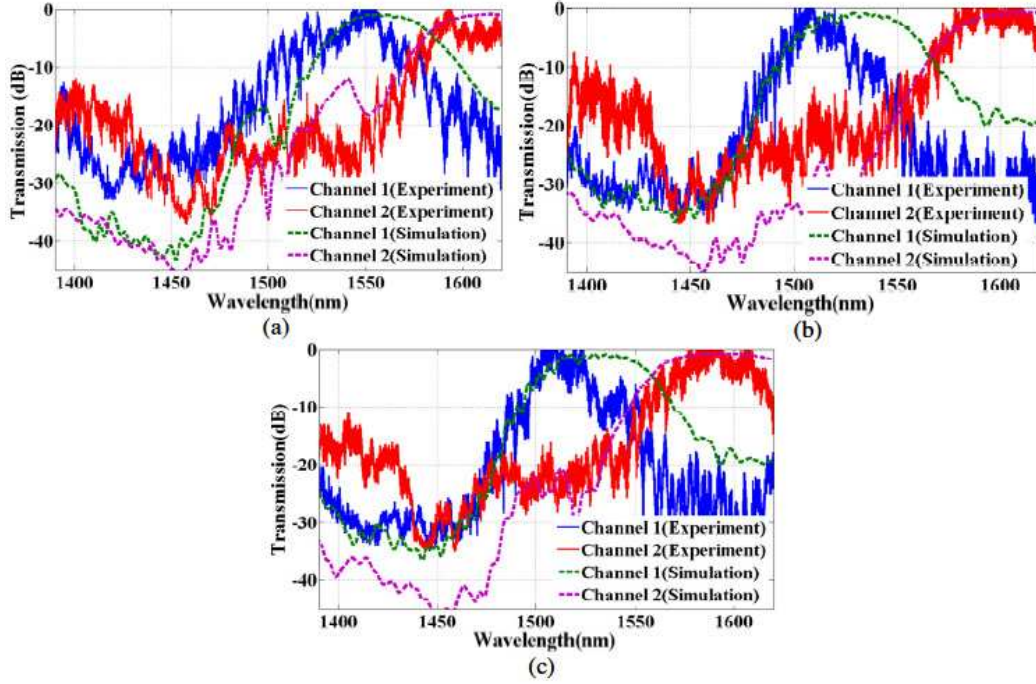 0
-10
-20
-30
-40
Transmission (dB)
Channel 1(Experiment)
Channel 2(Experiment)
Channel 1(Simulation)
Channel 2(Simulation)
1400 1450 1500 1550 1600
Wavelength(nm)
(a)
0
-10
-20
-30
-40
Transmission(dB)
Channel 1(Experiment)
Channel 2(Experiment)
Channel 1(Simulation)
Channel 2(Simulation)
1400 1450 1500 1550 1600
Wavelength(nm)
(b)
0
-10
-20
-30
-40
Transmission(dB)
Channel 1(Experiment)
Channel 2(Experiment)
Channel 1(Simulation)
Channel 2(Simulation)
1400 1450 1500 1550 1600
Wavelength(nm)
(c)